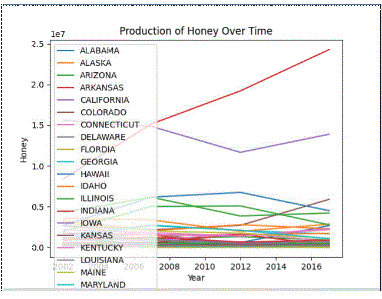 Production of Honey Over Time
1e7
2.5
2.0
1.5
1.0
0.5
0.0
Honey
ALABAMA
ALASKA
ARIZONA
ARKANSAS
CALIFORNIA
COLORADO
CONNECTICUT
DELAWARE
FLORDIA
GEORGIA
HAWAII
IDAHO
ILLINOIS
INDIANA
IOWA
KANSAS
KENTUCKY
LOUISIANA
MAINE
MARYLAND
2002 2006 2008 2010 2012 2014 2016
Year